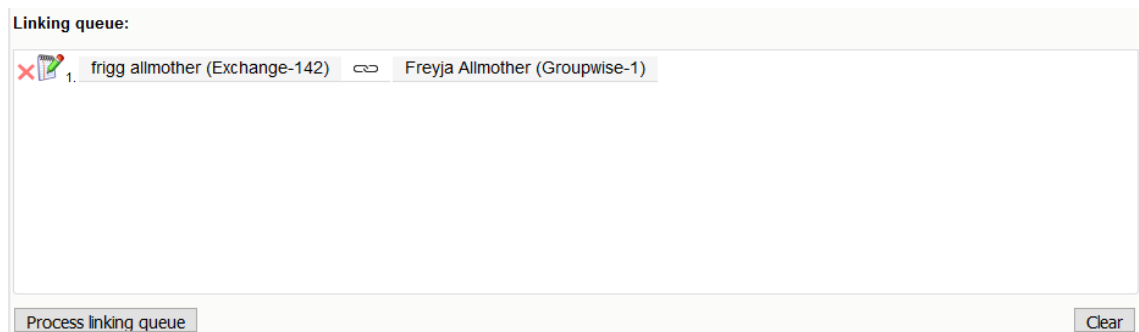 Linking queue:
1. frigg allmother (Exchange-142) Freyja Allmother (Groupwise-1)
Process linking queue Clear